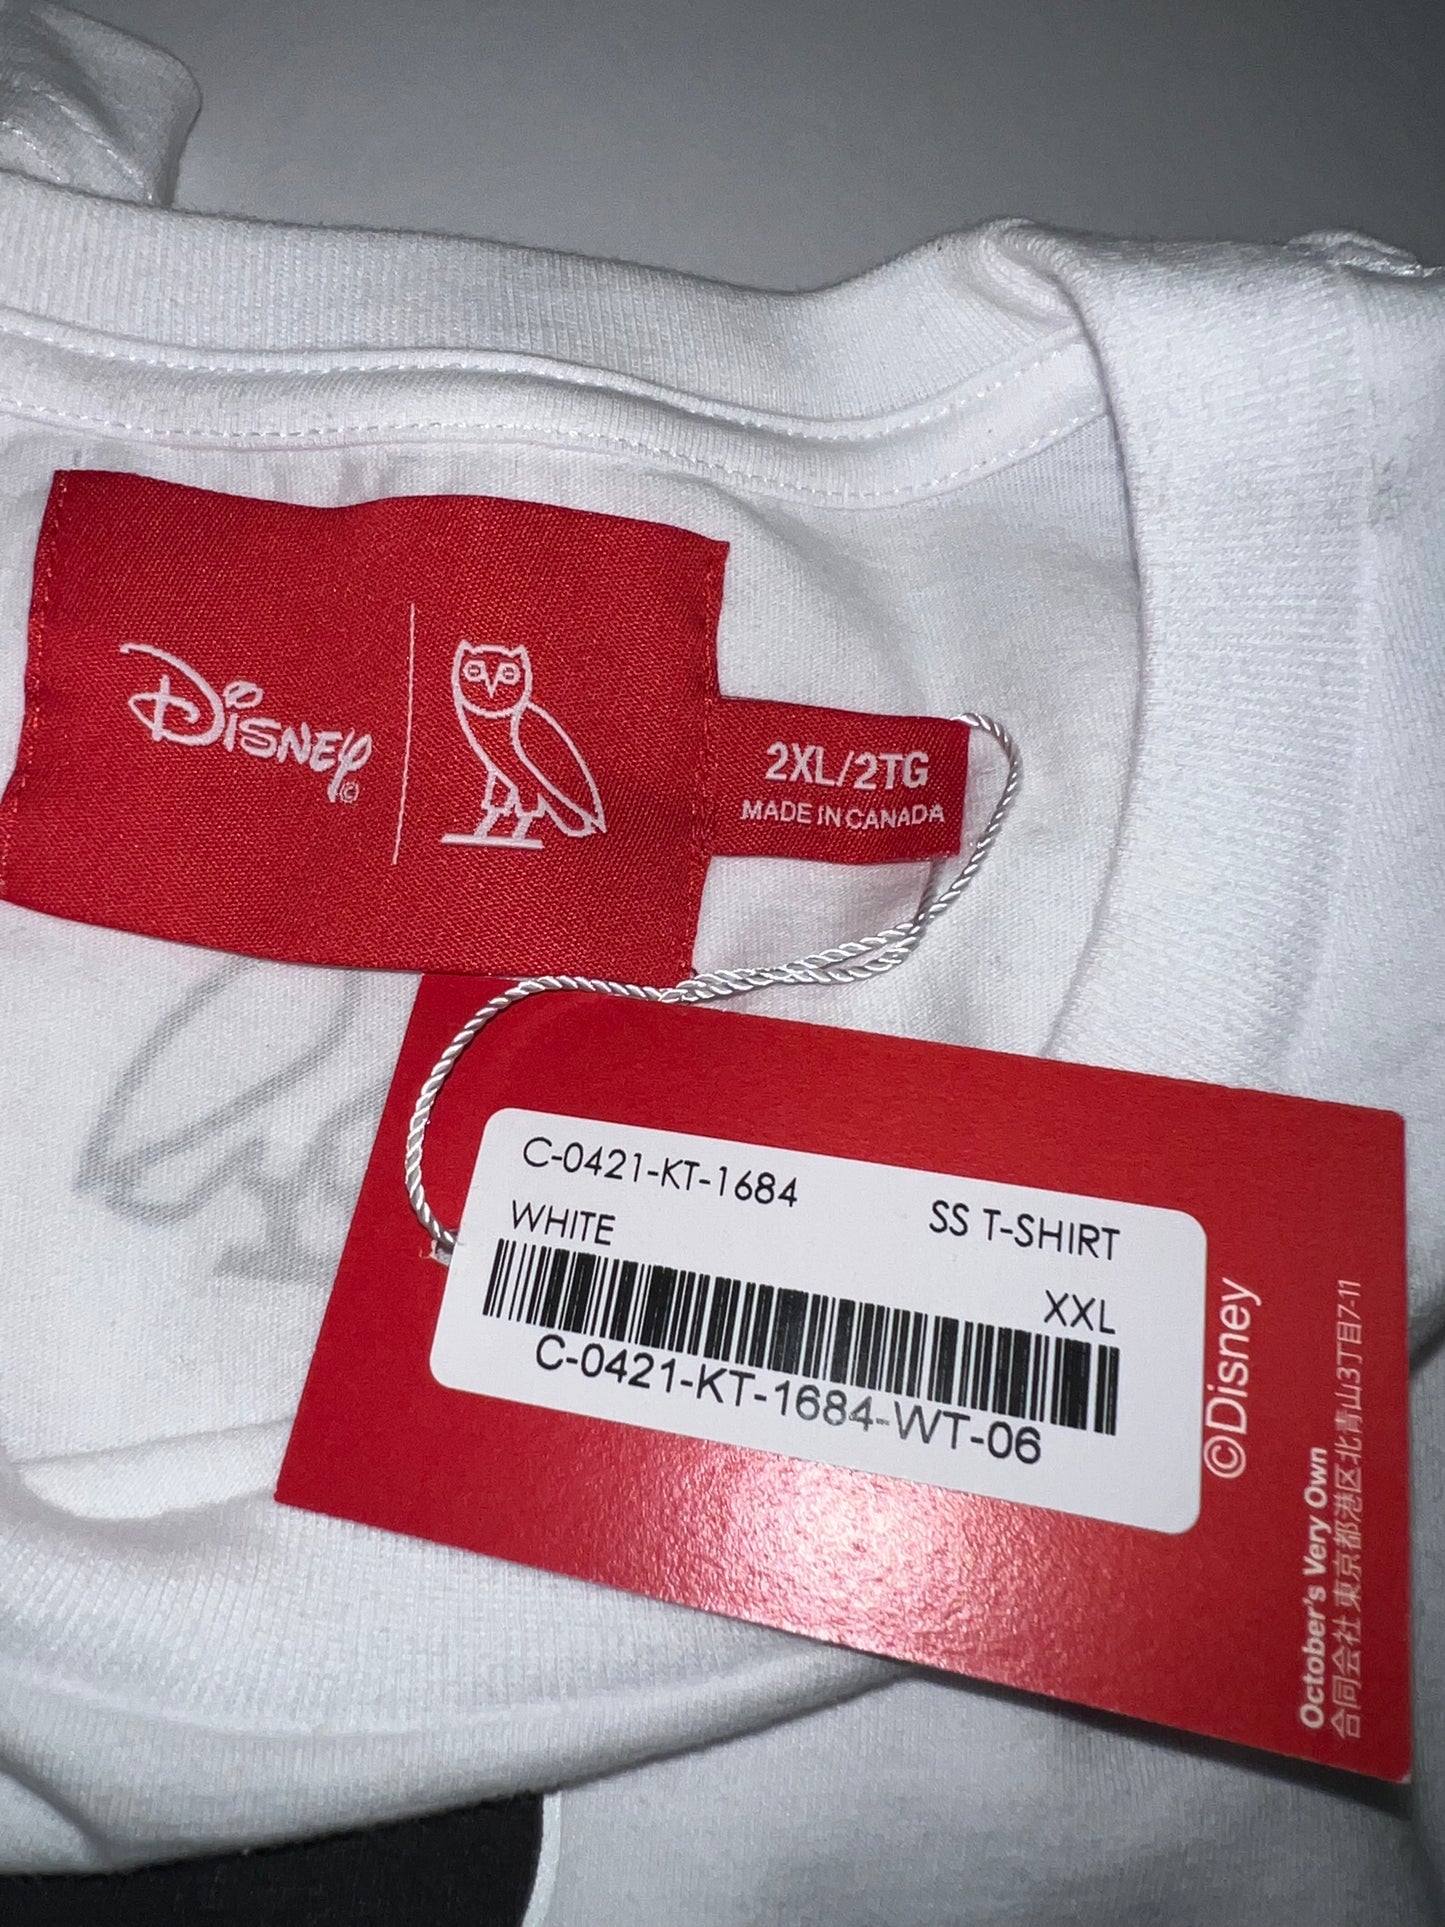 Disney©
2XL/2TG
MADE IN CANADA
C-0421-KT-1684
SS T-SHIRT
WHITE
XXL
C-0421-KT-1684-WT-06
©Disney
October's Very Own
合同会社 東京都港区北青山3丁目7-11